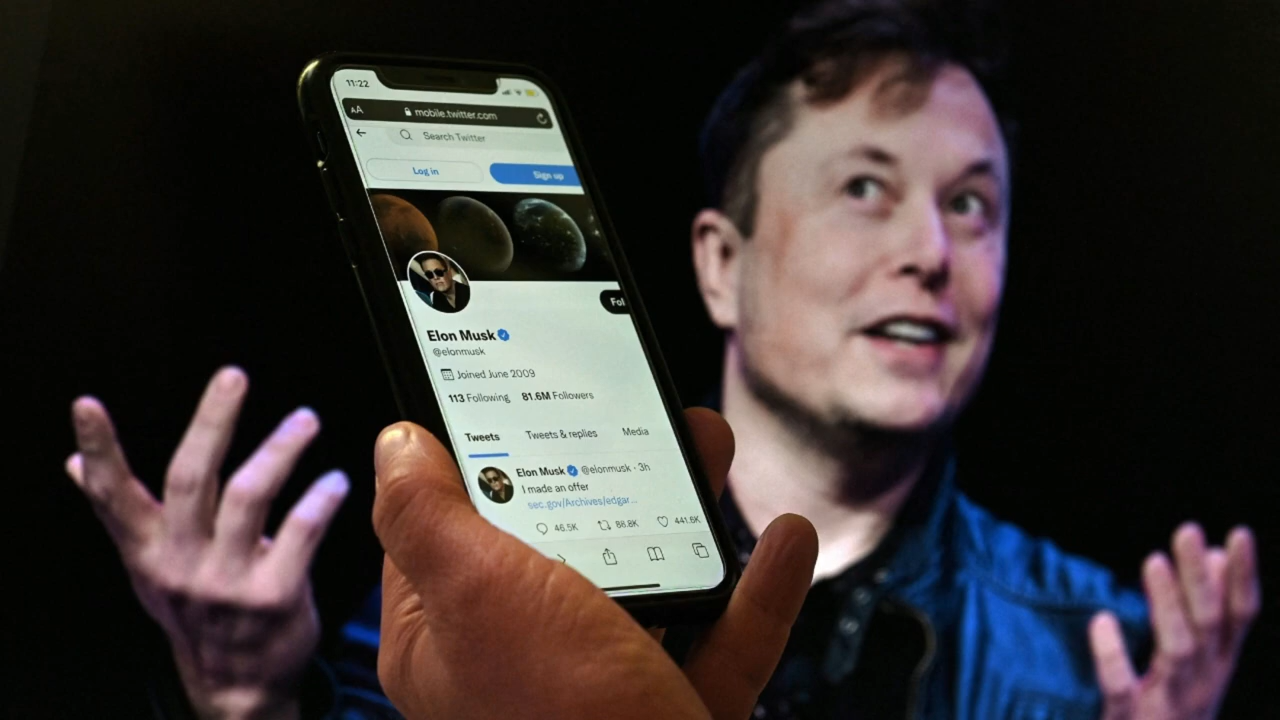 11:22
AA mobile.twitter.com
Search Twitter
Log in Sign up
Fol
Elon Musk
@elonmusk
Joined June 2009
113 Following 81.6M Followers
Tweets Tweets & replies Media
Elon Musk @elonmusk · 3h
I made an offer
sec.gov/Archives/edgar...
46.5K 86.8K 441.6K